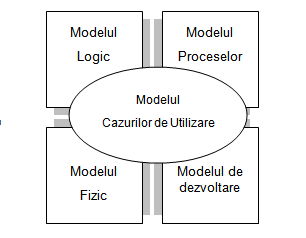 Modelul
Logic
Modelul
Proceselor
Modelul
Cazurilor de Utilizare
Modelul
Fizic
Modelul de
dezvoltare